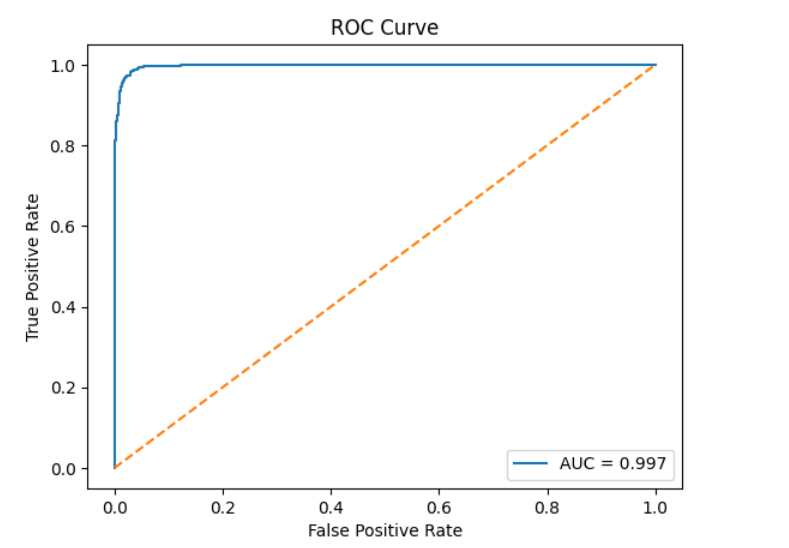 ROC Curve
True Positive Rate
1.0
0.8
0.6
0.4
0.2
0.0
AUC = 0.997
0.0 0.2 0.4 0.6 0.8 1.0
False Positive Rate